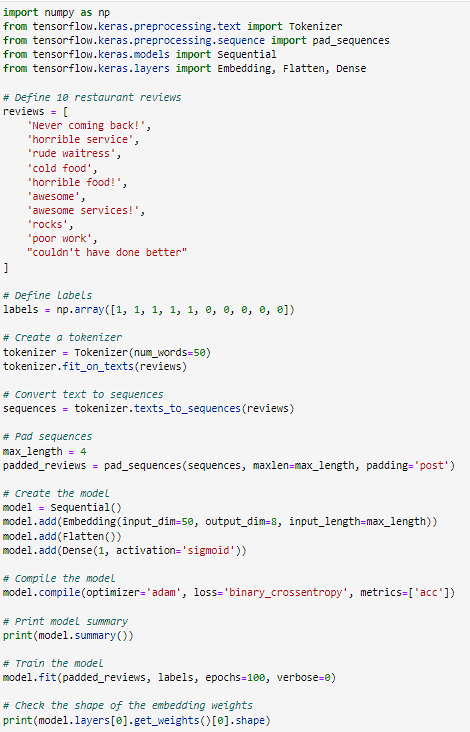 import numpy as np
from tensorflow.keras.preprocessing.text import Tokenizer
from tensorflow.keras.preprocessing.sequence import pad_sequences
from tensorflow.keras.models import Sequential
from tensorflow.keras.layers import Embedding, Flatten, Dense
# Define 10 restaurant reviews
reviews = [
    'Never coming back!',
    'horrible service',
    'rude waitress',
    'cold food',
    'horrible food!',
    'awesome',
    'awesome services!',
    'rocks',
    'poor work',
    "couldn't have done better"
]
# Define labels
labels = np.array([1, 1, 1, 1, 1, 0, 0, 0, 0, 0])
# Create a tokenizer
tokenizer = Tokenizer(num_words=50)
tokenizer.fit_on_texts(reviews)
# Convert text to sequences
sequences = tokenizer.texts_to_sequences(reviews)
# Pad sequences
max_length = 4
padded_reviews = pad_sequences(sequences, maxlen=max_length, padding='post')
# Create the model
model = Sequential()
model.add(Embedding(input_dim=50, output_dim=8, input_length=max_length))
model.add(Flatten())
model.add(Dense(1, activation='sigmoid'))
# Compile the model
model.compile(optimizer='adam', loss='binary_crossentropy', metrics=['acc'])
# Print model summary
print(model.summary())
# Train the model
model.fit(padded_reviews, labels, epochs=100, verbose=0)
# Check the shape of the embedding weights
print(model.layers[0].get_weights()[0].shape)